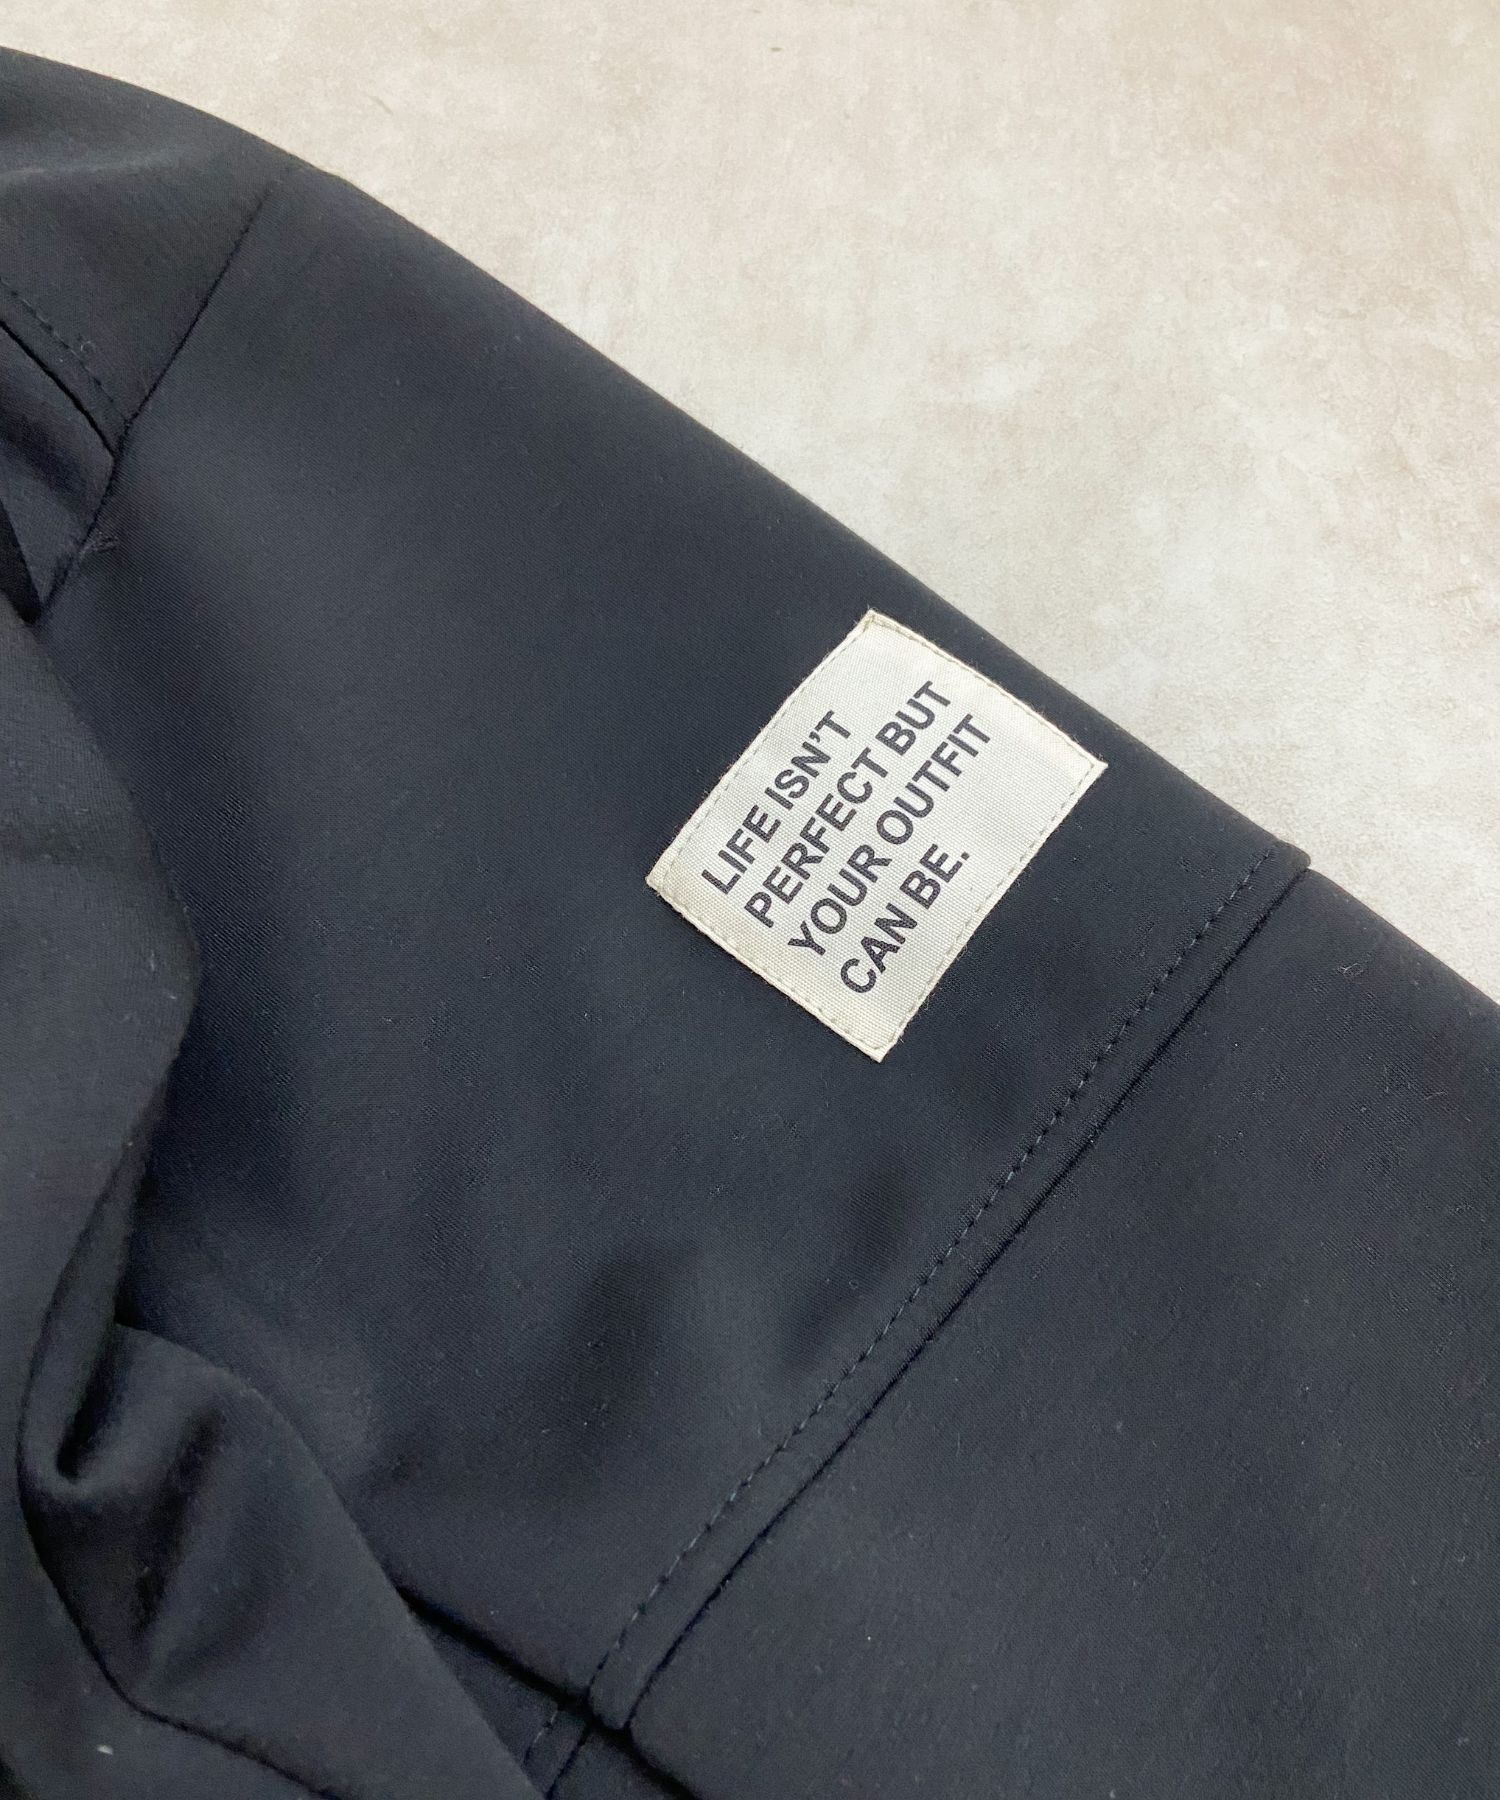 LIFE ISN'T
PERFECT BUT
YOUR OUTFIT
CAN BE.